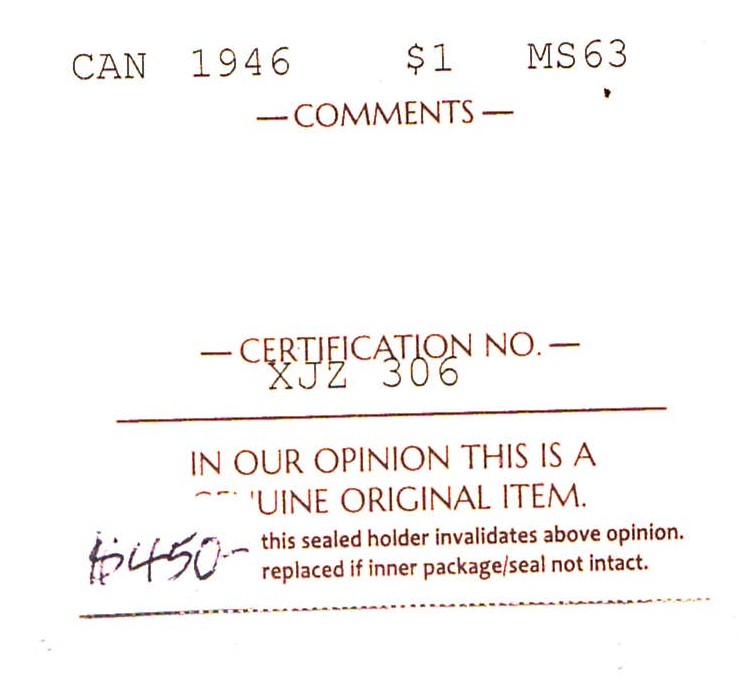 CAN 1946 $1 MS63
— COMMENTS —
— CERTIFICATION NO. —
XJZ 306
IN OUR OPINION THIS IS A
UINE ORIGINAL ITEM.
this sealed holder invalidates above opinion.
$450- replaced if inner package/seal not intact.